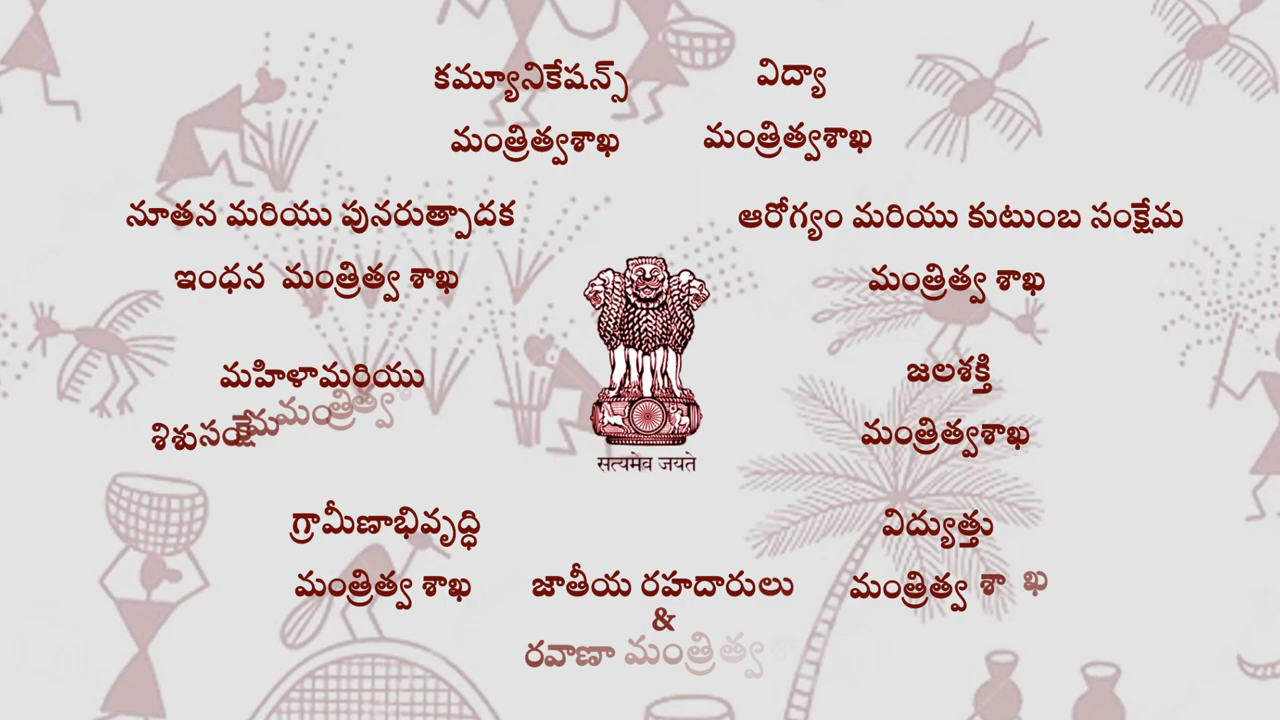 కమ్యూనికేషన్స్
మంత్రిత్వశాఖ
విద్యా
మంత్రిత్వశాఖ
నూతన మరియు పునరుత్పాదక
ఇంధన మంత్రిత్వ శాఖ
ఆరోగ్యం మరియు కుటుంబ సంక్షేమ
మంత్రిత్వ శాఖ
మహిళామరియు
శిశుసంక్షేమమంత్రిత్వ
జలశక్తి
మంత్రిత్వశాఖ
सत्यमेव जयते
గ్రామీణాభివృద్ధి
మంత్రిత్వ శాఖ
విద్యుత్తు
మంత్రిత్వ శాఖ
జాతీయ రహదారులు
&
రవాణా మంత్రిత్వ